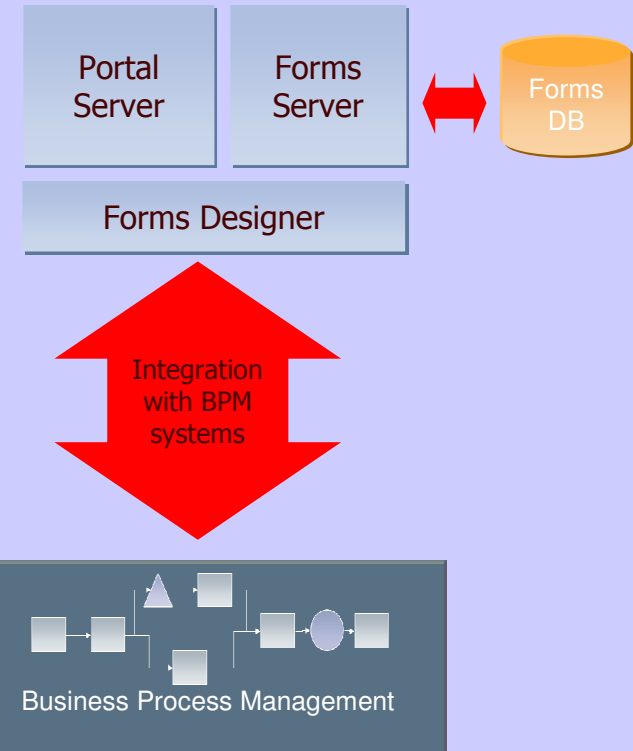 Portal
Server
Forms
Server
Forms
DB
Forms Designer
Integration
with BPM
systems
Business Process Management